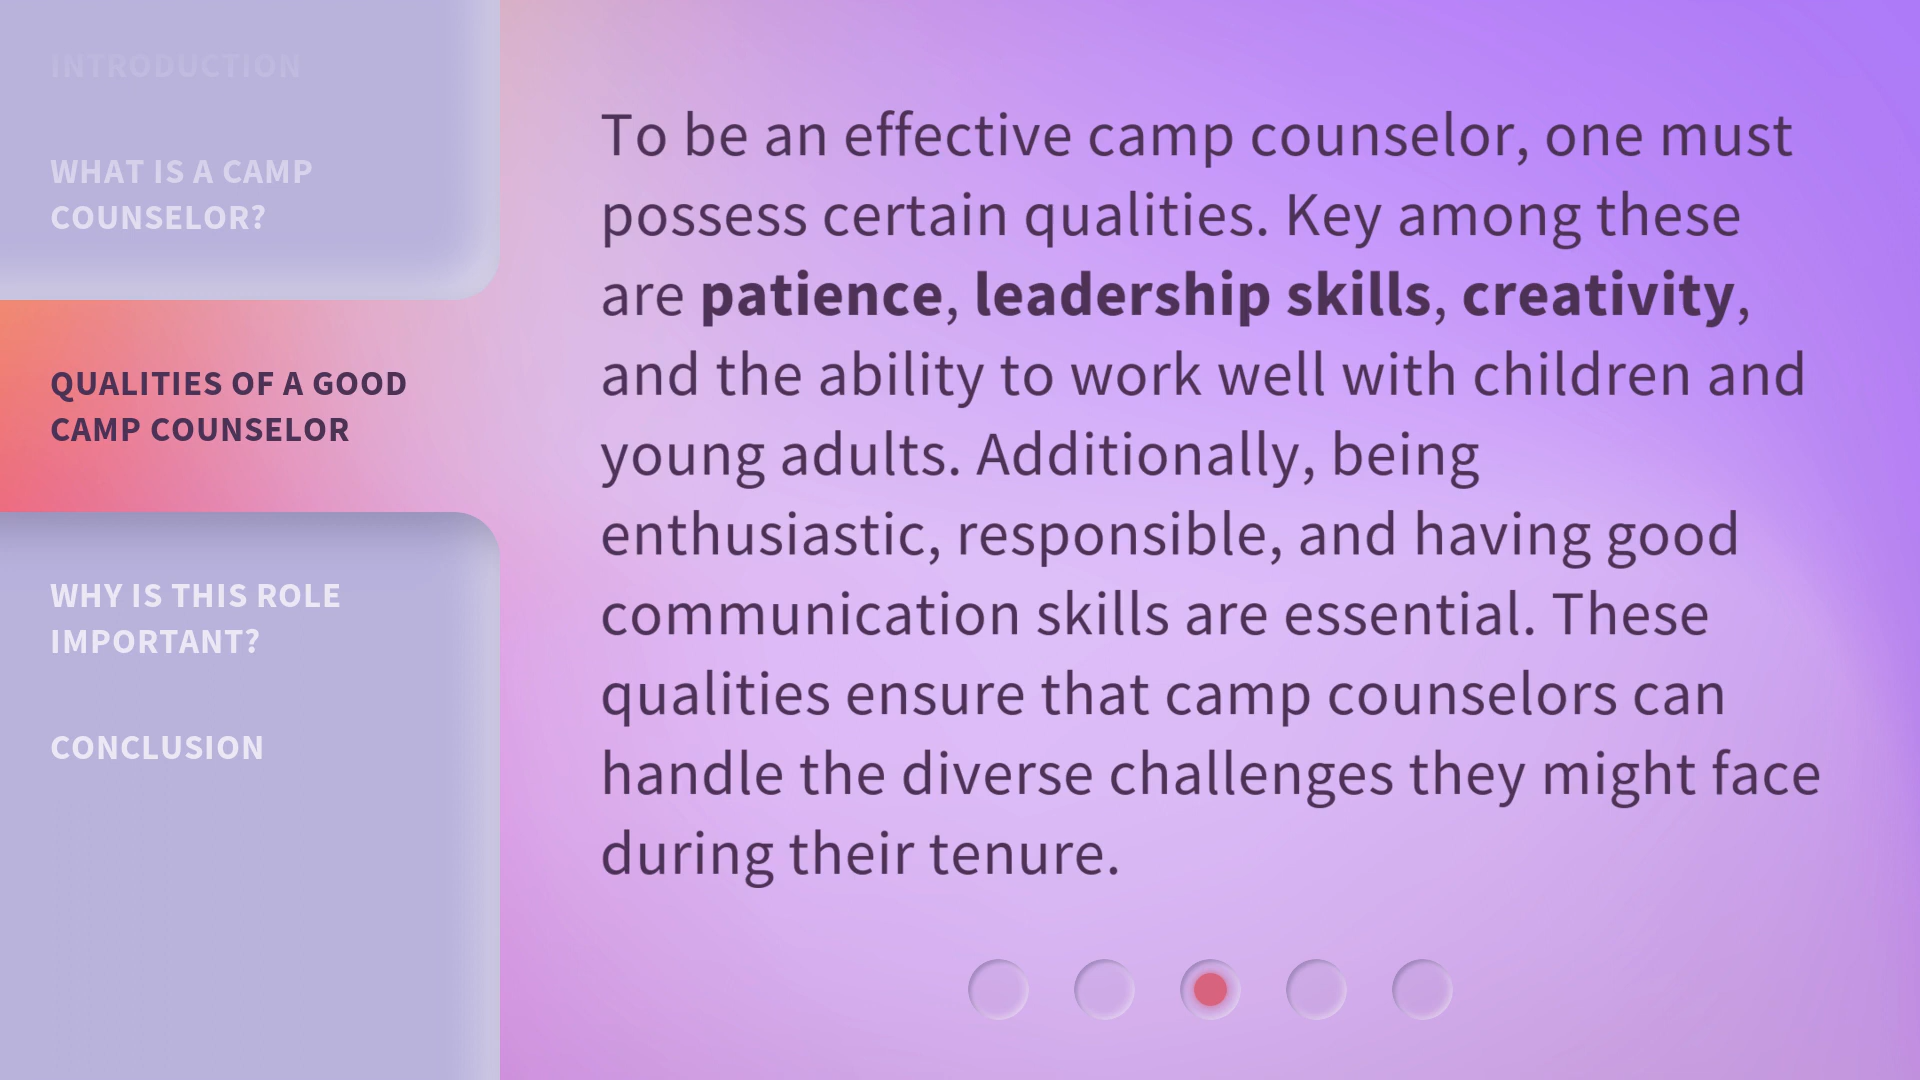 INTRODUCTION
WHAT IS A CAMP
COUNSELOR?
QUALITIES OF A GOOD
CAMP COUNSELOR
WHY IS THIS ROLE
IMPORTANT?
CONCLUSION
To be an effective camp counselor, one must
possess certain qualities. Key among these
are patience, leadership skills, creativity,
and the ability to work well with children and
young adults. Additionally, being
enthusiastic, responsible, and having good
communication skills are essential. These
qualities ensure that camp counselors can
handle the diverse challenges they might face
during their tenure.